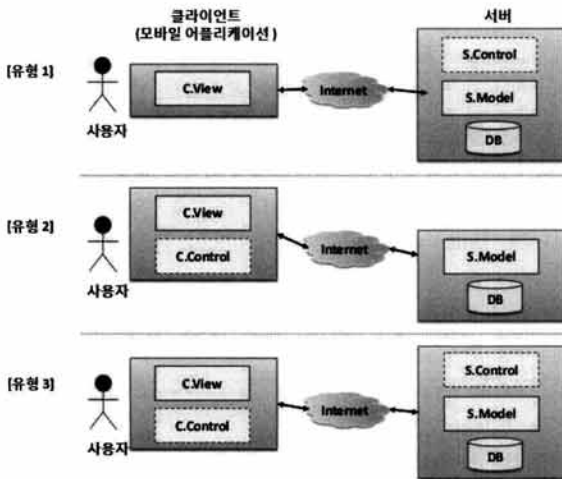 클라이언트
(모바일 어플리케이션)
서버
[유형 1]
사용자
C.View
Internet
S.Control
S.Model
DB
[유형 2]
사용자
C.View
C.Control
Internet
S.Model
DB
[유형 3]
사용자
C.View
C.Control
Internet
S.Control
S.Model
DB